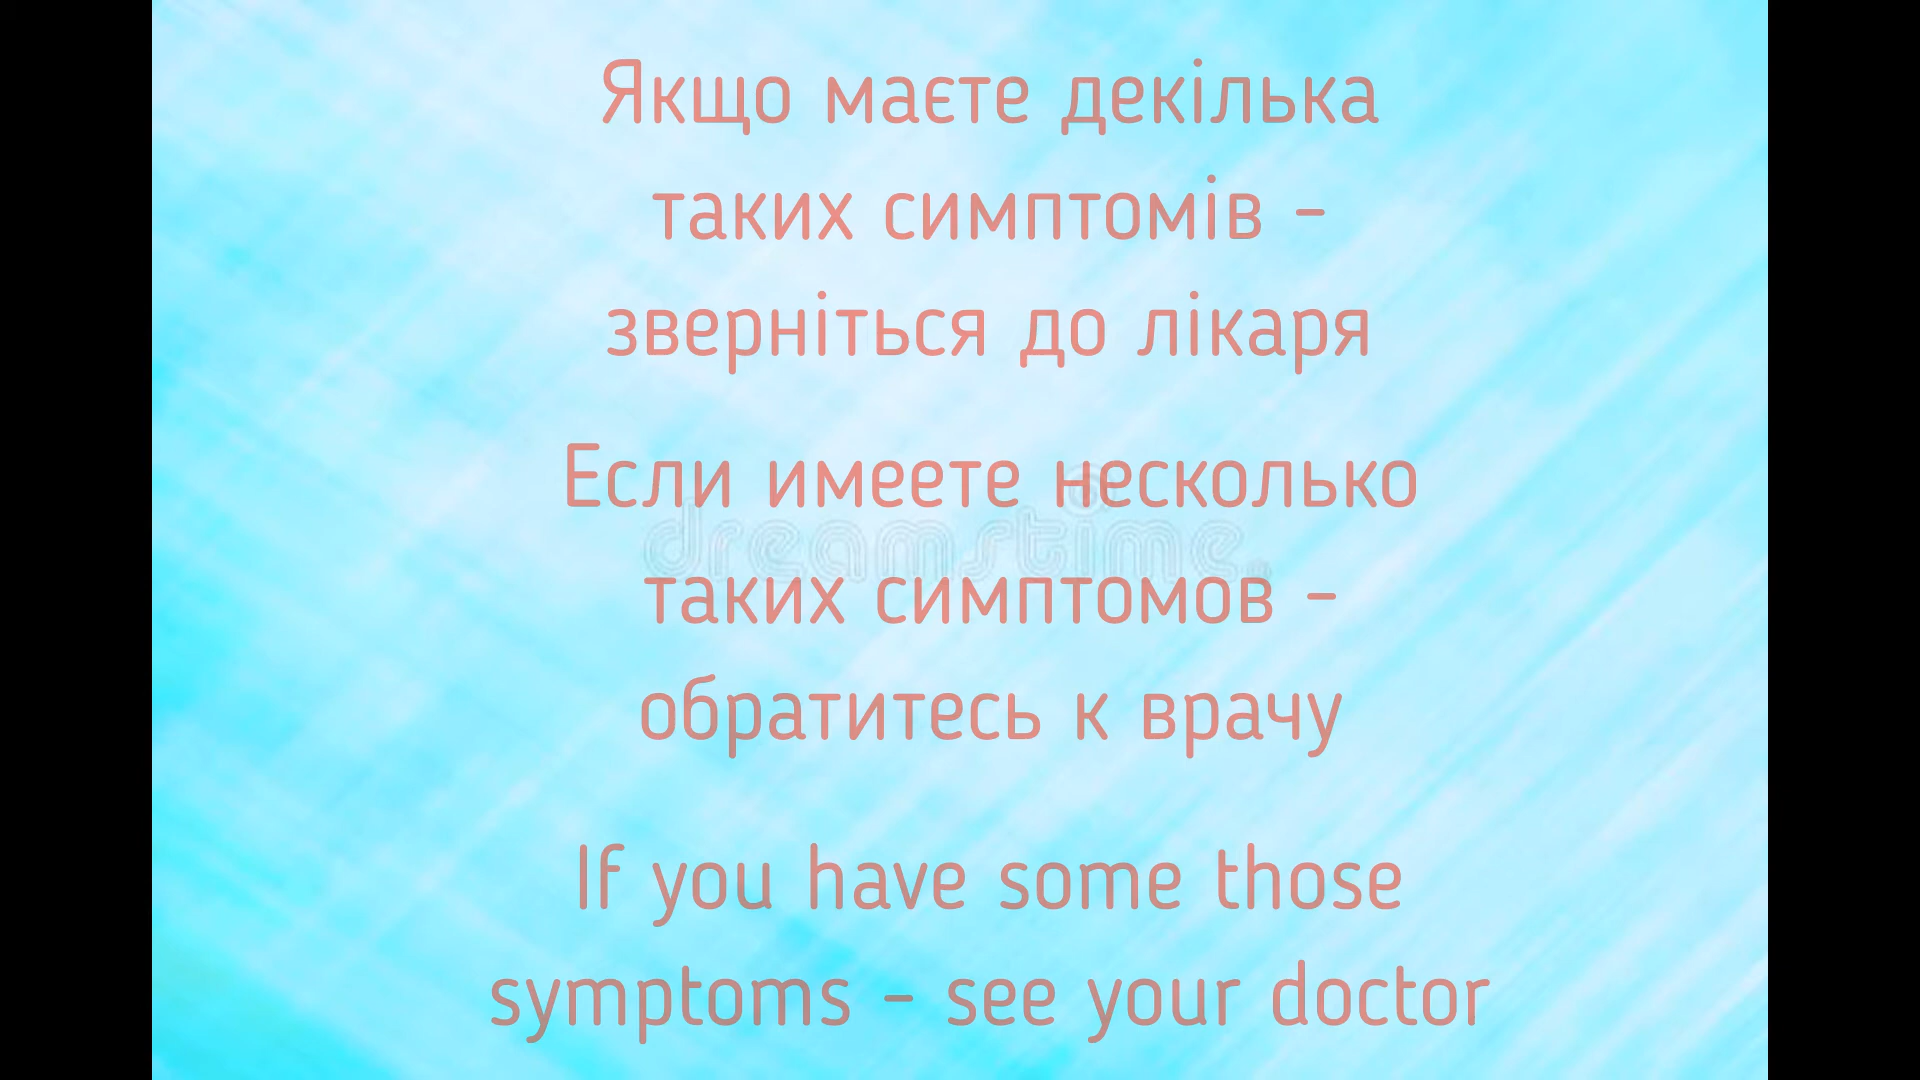 Якщо маєте декілька
таких симптомів -
зверніться до лікаря
Если имеете несколько
dreamstime
таких симптомов -
обратитесь к врачу
If you have some those
symptoms - see your doctor